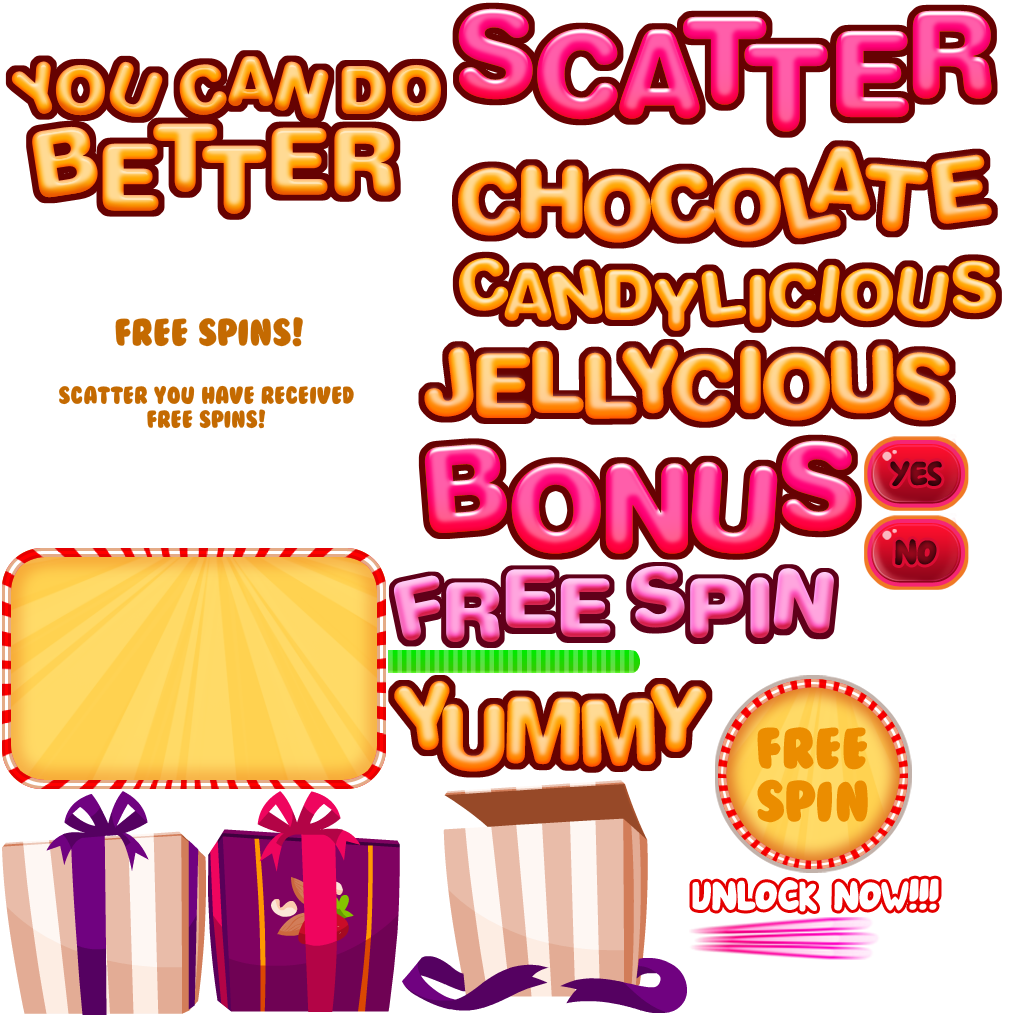 YOU CAN DO
BETTER
SCATTER
CHOCOLATE
CANDYLICIOUS
FREE SPINS!
SCATTER YOU HAVE RECEIVED
FREE SPINS!
JELLYCIOUS
BONUS
YES
NO
FREE SPIN
YUMMY
FREE
SPIN
UNLOCK NOW!!!